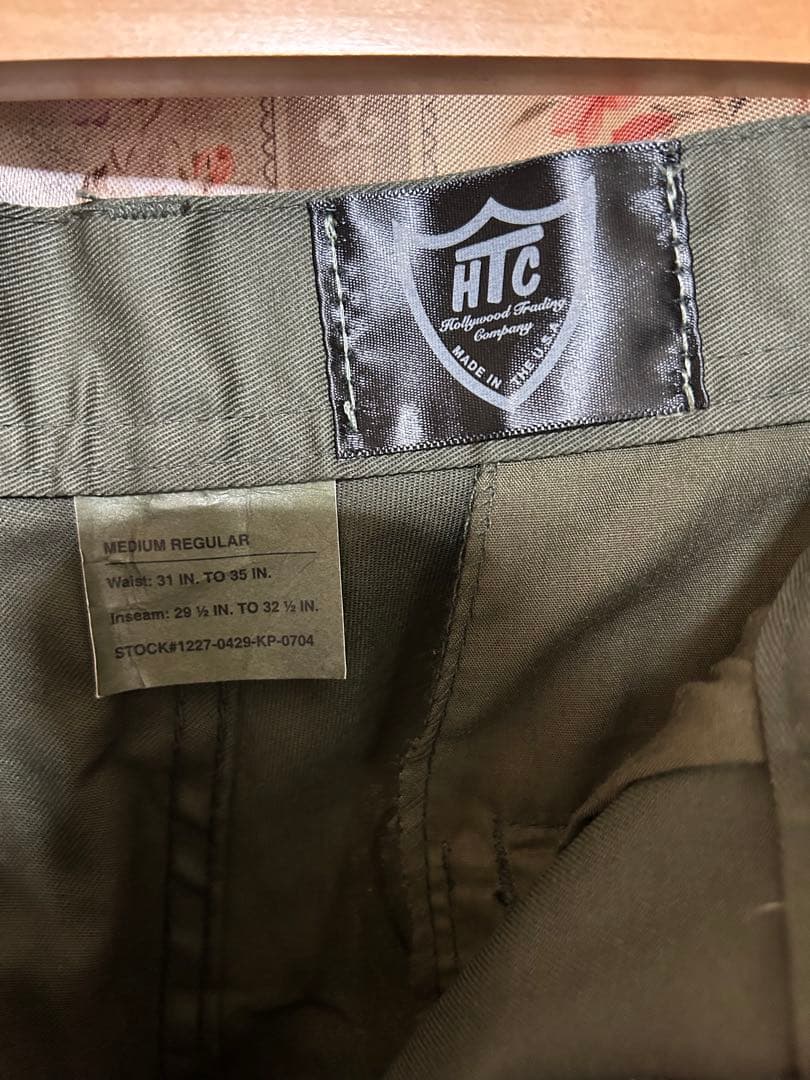 HTC
Hollywood Trading
Company
MADE IN THE U.S.A
MEDIUM REGULAR
Waist: 31 IN. TO 35 IN.
Inseam: 29 ½ IN. TO 32 ½ IN.
STOCK#1227-0429-KP-0704